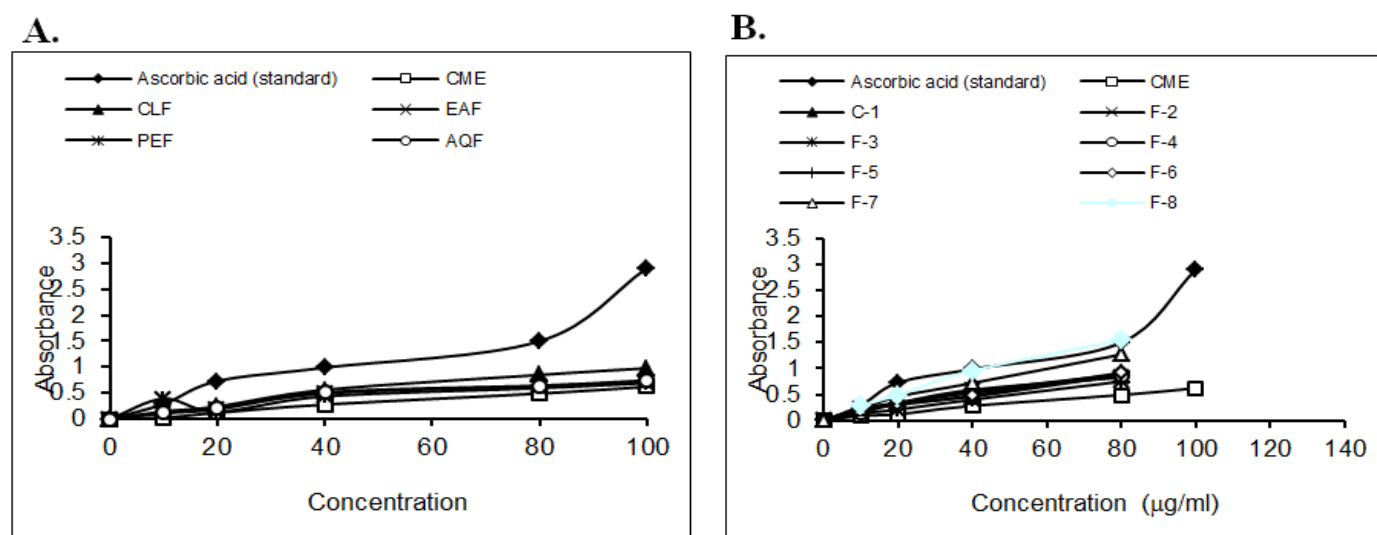 A.
Ascorbic acid (standard) CME
CLF EAF
PEF AQF
3.5
3
2.5
2
1.5
1
0.5
0
Absorbance
0 20 40 60 80 100
Concentration
B.
Ascorbic acid (standard) CME
C-1 F-2
F-3 F-4
F-5 F-6
F-7 F-8
3.5
3
2.5
2
1.5
1
0.5
0
Absorbance
0 20 40 60 80 100 120 140
Concentration (µg/ml)